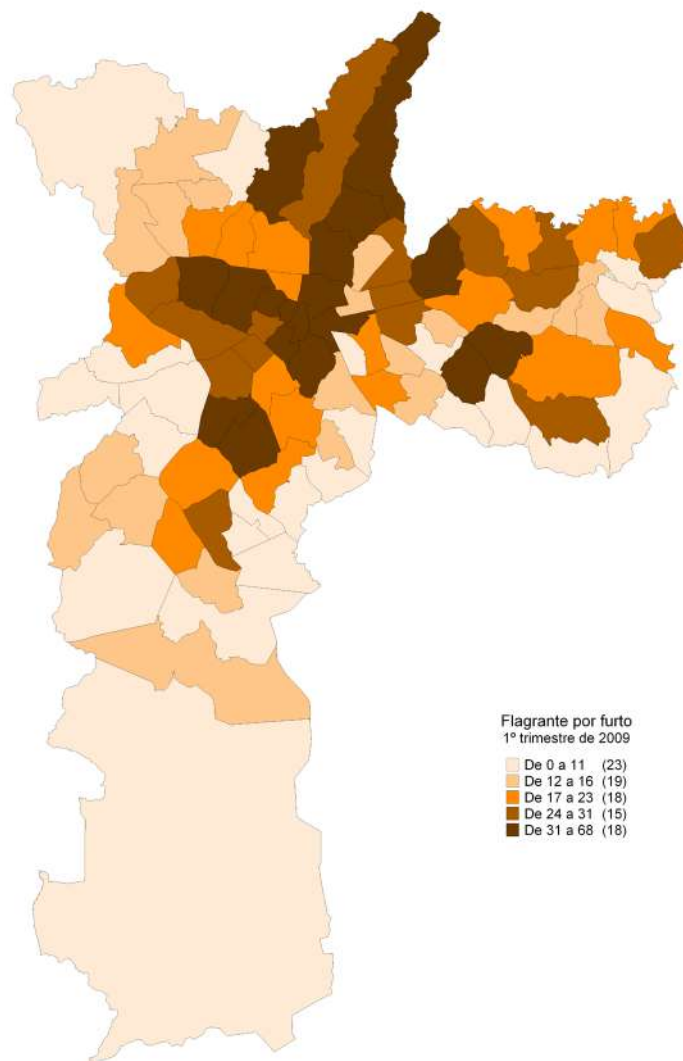 Flagrante por furto
1º trimestre de 2009
De 0 a 11 (23)
De 12 a 16 (19)
De 17 a 23 (18)
De 24 a 31 (15)
De 31 a 68 (18)